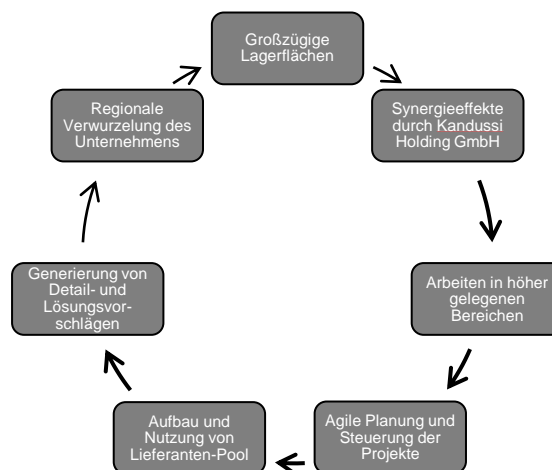 Großzügige
Lagerflächen
Synergieeffekte
durch Kandussi
Holding GmbH
Arbeiten in höher
gelegenen
Bereichen
Agile Planung und
Steuerung der
Projekte
Aufbau und
Nutzung von
Lieferanten-Pool
Generierung von
Detail- und
Lösungsvor-
schlägen
Regionale
Verwurzelung des
Unternehmens